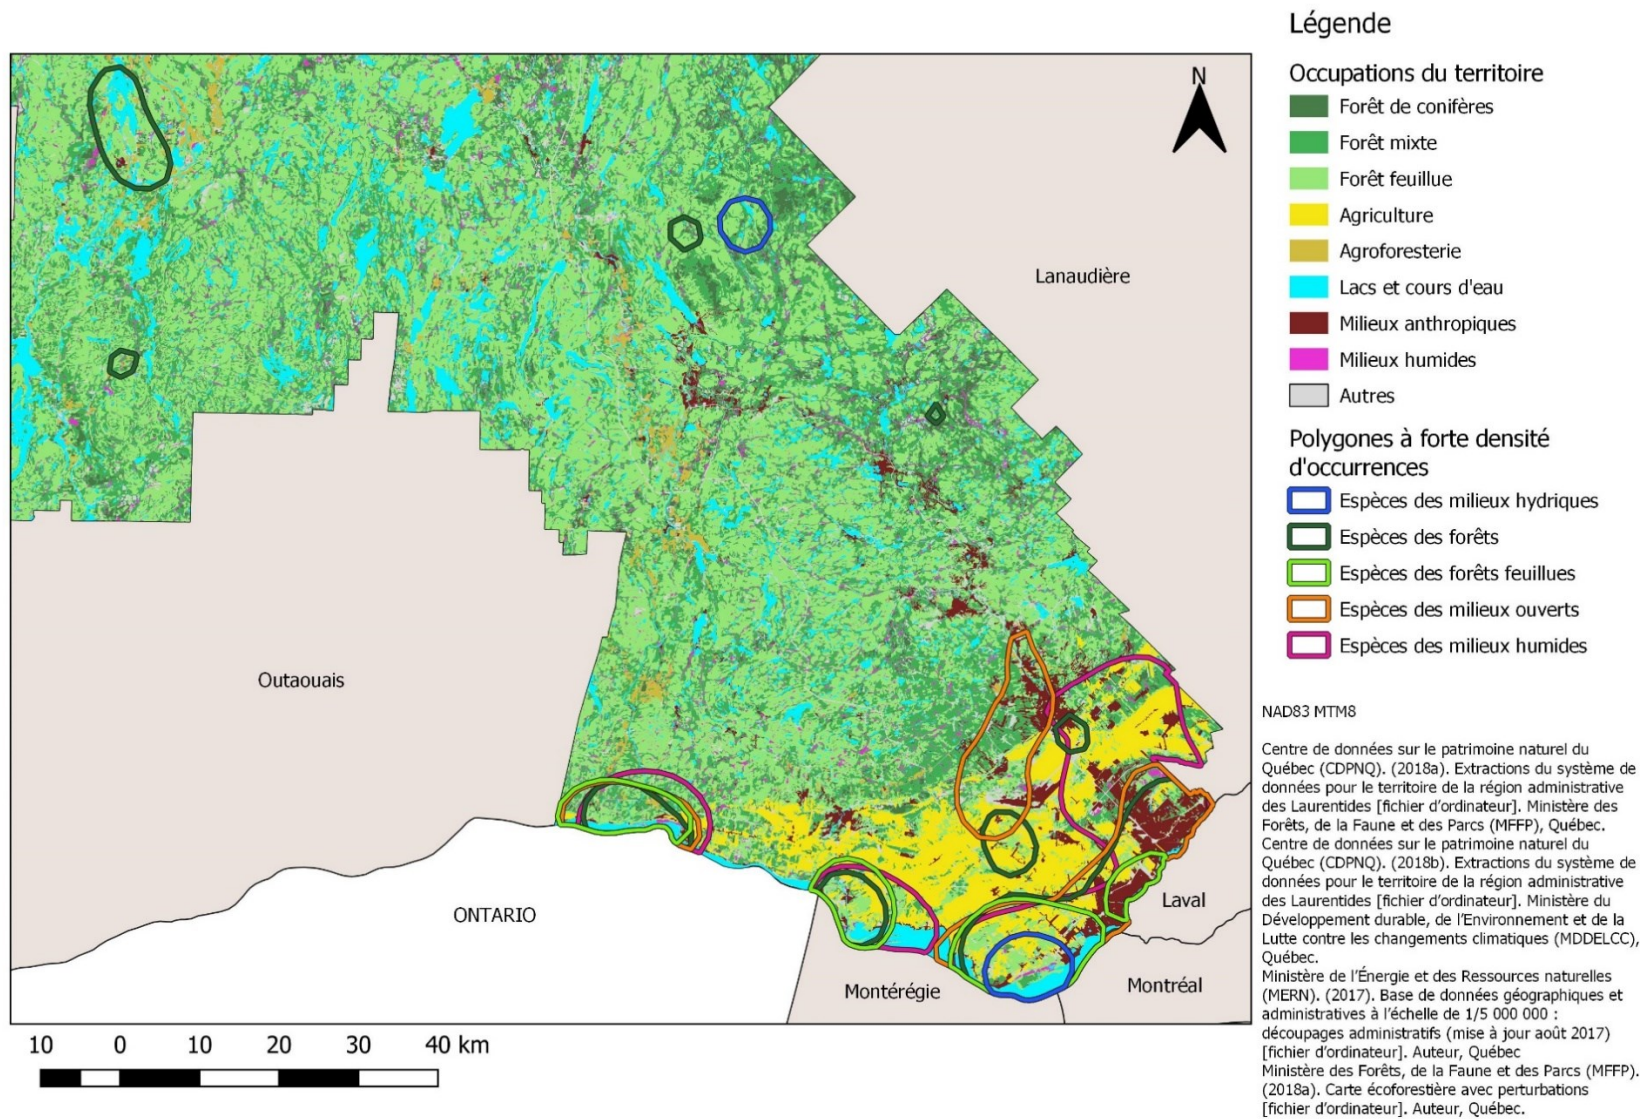 Légende
Occupations du territoire
Forêt de conifères
Forêt mixte
Forêt feuillue
Agriculture
Agroforesterie
Lacs et cours d'eau
Milieux anthropiques
Milieux humides
Autres
Polygones à forte densité
d'occurrences
Espèces des milieux hydriques
Espèces des forêts
Espèces des forêts feuillues
Espèces des milieux ouverts
Espèces des milieux humides
N
Lanaudière
Outaouais
ONTARIO
Laval
Montérégie
Montréal
10 0 10 20 30 40 km
NAD83 MTM8
Centre de données sur le patrimoine naturel du
Québec (CDPNQ). (2018a). Extractions du système de
données pour le territoire de la région administrative
des Laurentides [fichier d'ordinateur]. Ministère des
Forêts, de la Faune et des Parcs (MFFP), Québec.
Centre de données sur le patrimoine naturel du
Québec (CDPNQ). (2018b). Extractions du système de
données pour le territoire de la région administrative
des Laurentides [fichier d'ordinateur]. Ministère du
Développement durable, de l'Environnement et de la
Lutte contre les changements climatiques (MDDELCC),
Québec.
Ministère de l'Énergie et des Ressources naturelles
(MERN). (2017). Base de données géographiques et
administratives à l'échelle de 1/5 000 000 :
découpages administratifs (mise à jour août 2017)
[fichier d'ordinateur]. Auteur, Québec
Ministère des Forêts, de la Faune et des Parcs (MFFP).
(2018a). Carte écoforestière avec perturbations
[fichier d'ordinateur]. Auteur, Québec.